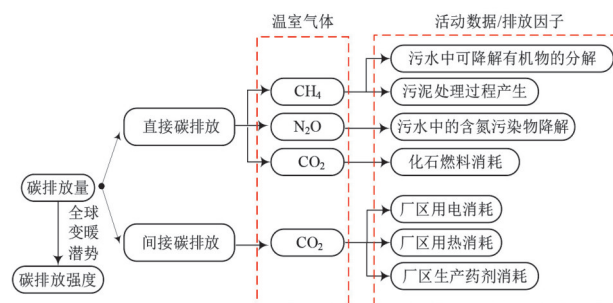 温室气体
活动数据/排放因子
污水中可降解有机物的分解
CH₄
污泥处理过程产生
直接碳排放
N₂O
污水中的含氮污染物降解
CO₂
化石燃料消耗
碳排放量
全球
变暖
潜势
厂区用电消耗
间接碳排放
CO₂
厂区用热消耗
碳排放强度
厂区生产药剂消耗